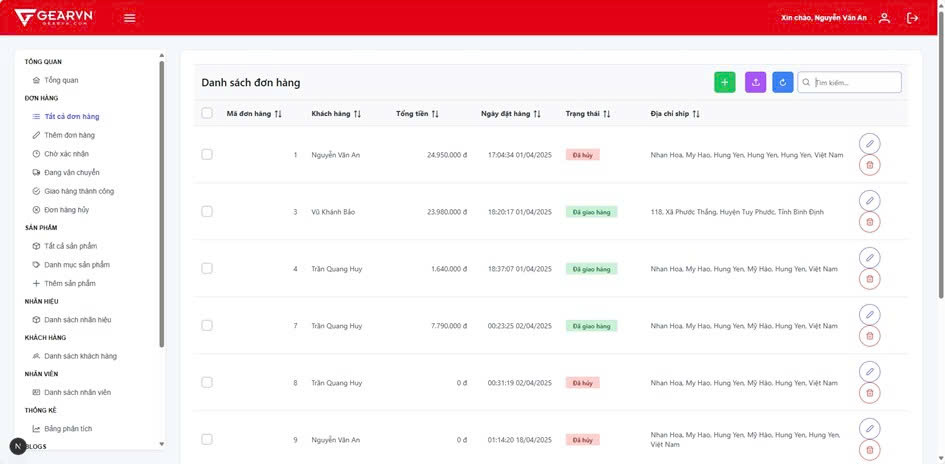 GEARVN
GEARVN.COM
Xin chào, Nguyễn Văn An
TỔNG QUAN
Tổng quan
ĐƠN HÀNG
Tất cả đơn hàng
Thêm đơn hàng
Chờ xác nhận
Đang vận chuyển
Giao hàng thành công
Đơn hàng hủy
SẢN PHẨM
Tất cả sản phẩm
Danh mục sản phẩm
Thêm sản phẩm
NHÃN HIỆU
Danh sách nhãn hiệu
KHÁCH HÀNG
Danh sách khách hàng
NHÂN VIÊN
Danh sách nhân viên
THỐNG KÊ
Bảng phân tích
BLOGS
N
Danh sách đơn hàng
Tìm kiếm...
Mã đơn hàng Khách hàng Tổng tiền Ngày đặt hàng Trạng thái Địa chỉ ship
1 Nguyễn Văn An 24.950.000 đ 17:04:34 01/04/2025 Đã hủy Nhan Hoa, My Hao, Hung Yen, Hung Yen, Hung Yen, Việt Nam
3 Vũ Khánh Bảo 23.980.000 đ 18:20:17 01/04/2025 Đã giao hàng 118, Xã Phước Thắng, Huyện Tuy Phước, Tỉnh Bình Định
4 Trần Quang Huy 1.640.000 đ 18:37:07 01/04/2025 Đã giao hàng Nhan Hoa, My Hao, Hung Yen, Mỹ Hào, Hung Yen, Việt Nam
7 Trần Quang Huy 7.790.000 đ 00:23:25 02/04/2025 Đã giao hàng Nhan Hoa, My Hao, Hung Yen, Mỹ Hào, Hung Yen, Việt Nam
8 Trần Quang Huy 0 đ 00:31:19 02/04/2025 Đã hủy Nhan Hoa, My Hao, Hung Yen, Mỹ Hào, Hung Yen, Việt Nam
9 Nguyễn Văn An 0 đ 01:14:20 18/04/2025 Đã hủy Nhan Hoa, My Hao, Hung Yen, Mỹ Hào, Hung Yen, Hung Yen,
Việt Nam